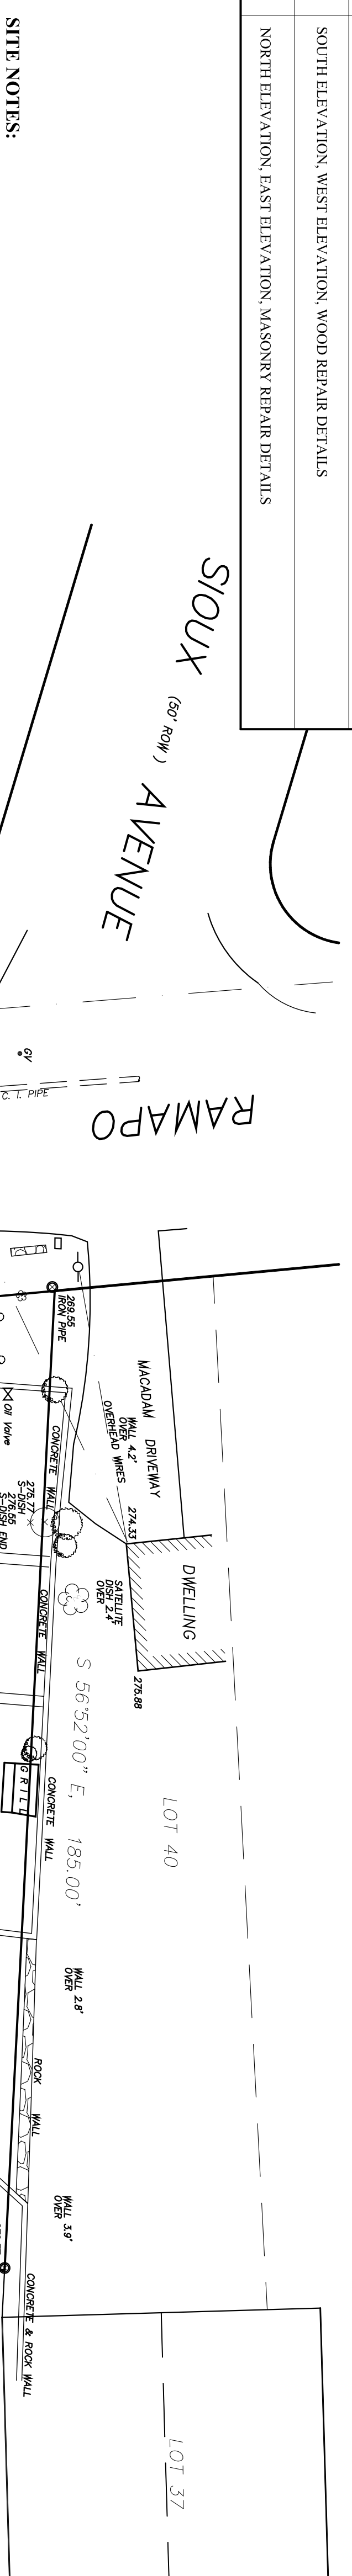 SOUTH ELEVATION, WEST ELEVATION, WOOD REPAIR DETAILS
NORTH ELEVATION, EAST ELEVATION, MASONRY REPAIR DETAILS
SITE NOTES:
SIOUX (50' ROW ) AVENUE
RAMAPO
GV
C. I. PIPE
269.55
IRON PIPE
MACADAM DRIVEWAY
WALL 4.2'
OVER
OVERHEAD WIRES
274.33
DWELLING
275.88
SATELLITE
DISH 2.4'
OVER
Oil Valve
275.77
S-DISH
276.55
S-DISH END
CONCRETE WALL
CONCRETE WALL
CONCRETE WALL
GRILL
S 56°52'00" E, 185.00'
LOT 40
WALL 2.8'
OVER
ROCK WALL
WALL 3.9'
OVER
CONCRETE & ROCK WALL
LOT 37